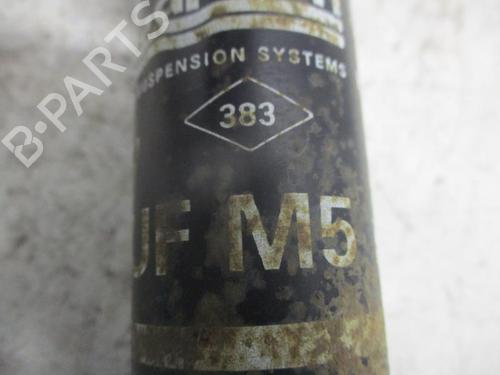 SUSPENSION SYSTEMS
383
UF M5
B-PARTS